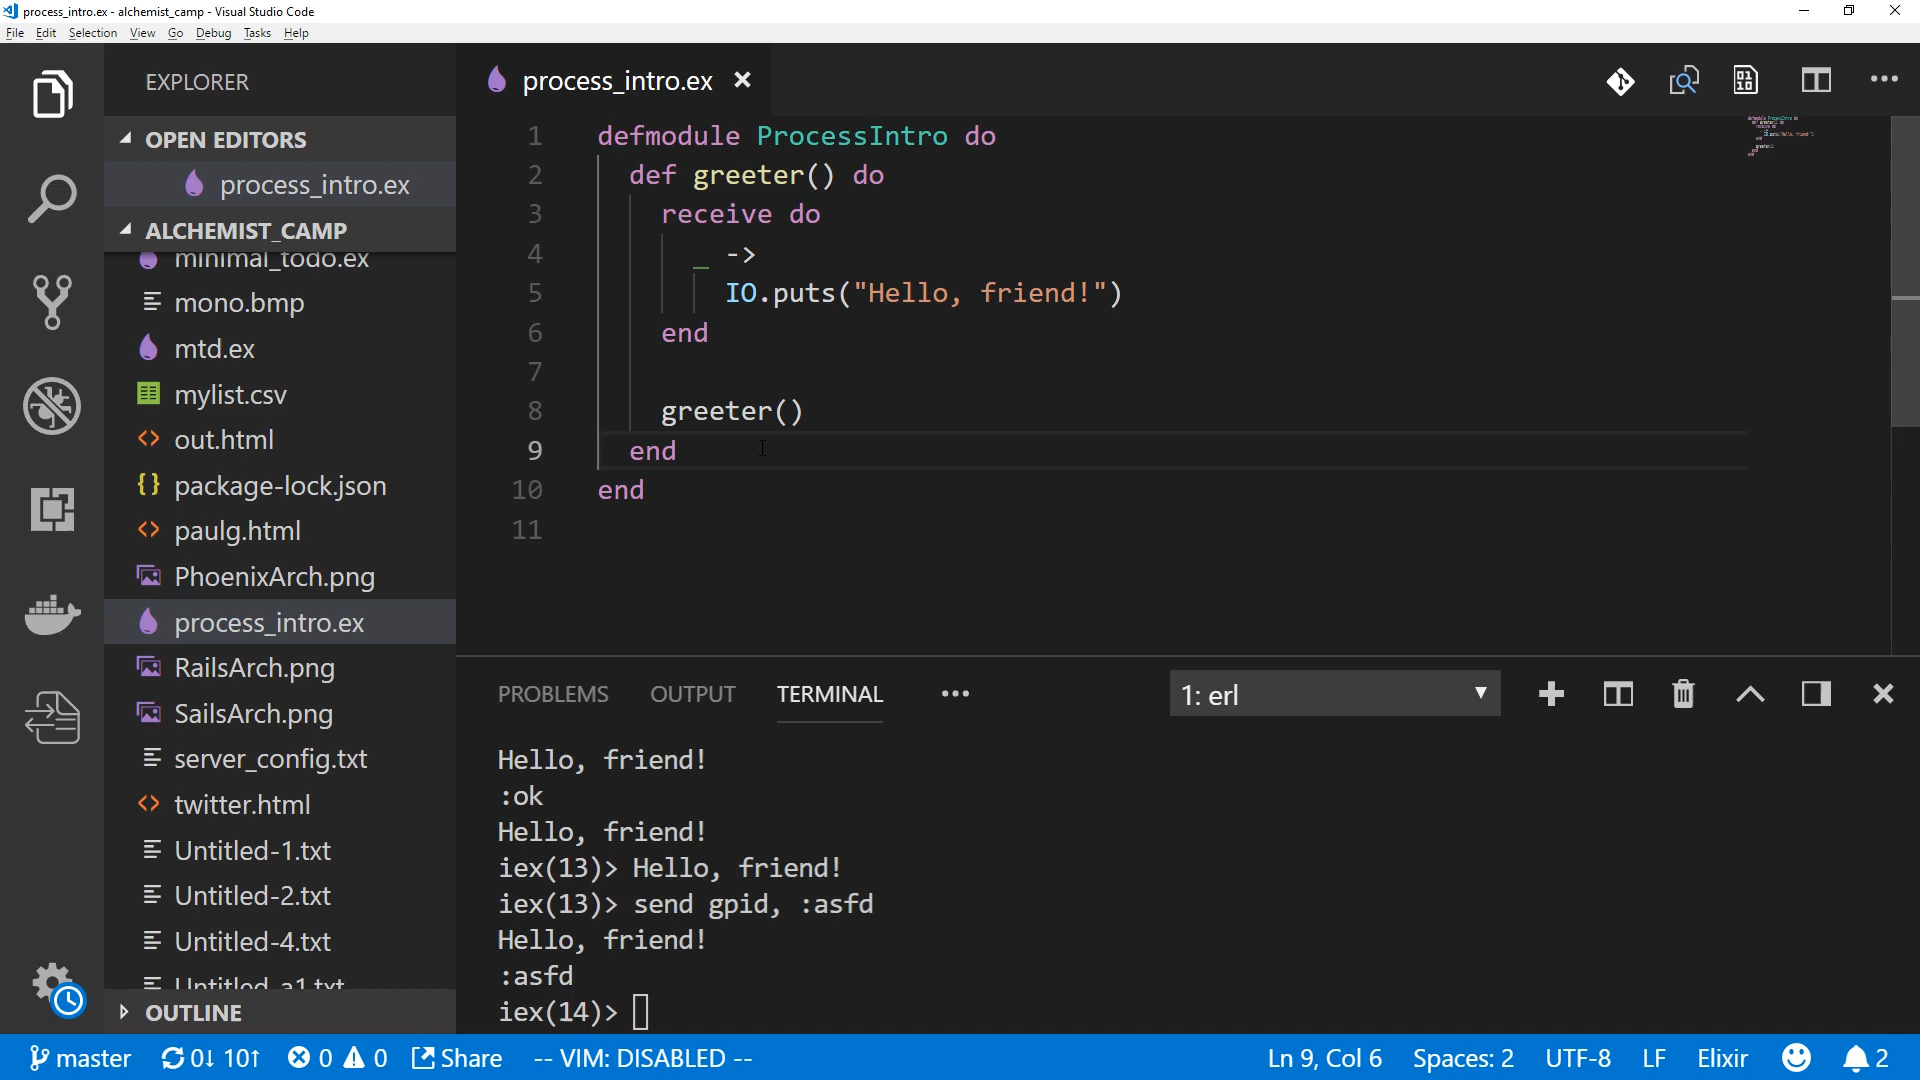 process_intro.ex - alchemist_camp - Visual Studio Code
File Edit Selection View Go Debug Tasks Help
EXPLORER
OPEN EDITORS
process_intro.ex
ALCHEMIST_CAMP
minimal_todo.ex
mono.bmp
mtd.ex
mylist.csv
out.html
package-lock.json
paulg.html
PhoenixArch.png
process_intro.ex
RailsArch.png
SailsArch.png
server_config.txt
twitter.html
Untitled-1.txt
Untitled-2.txt
Untitled-4.txt
Untitled-a1.txt
OUTLINE
process_intro.ex
1 defmodule ProcessIntro do
2 def greeter() do
3 receive do
4 _ ->
5 IO.puts("Hello, friend!")
6 end
7
8 greeter()
9 end
10 end
11
PROBLEMS OUTPUT TERMINAL
1: erl
Hello, friend!
:ok
Hello, friend!
iex(13)> Hello, friend!
iex(13)> send gpid, :asfd
Hello, friend!
:asfd
iex(14)>
master 0↓ 10↑ 0 0 Share -- VIM: DISABLED -- Ln 9, Col 6 Spaces: 2 UTF-8 LF Elixir 2